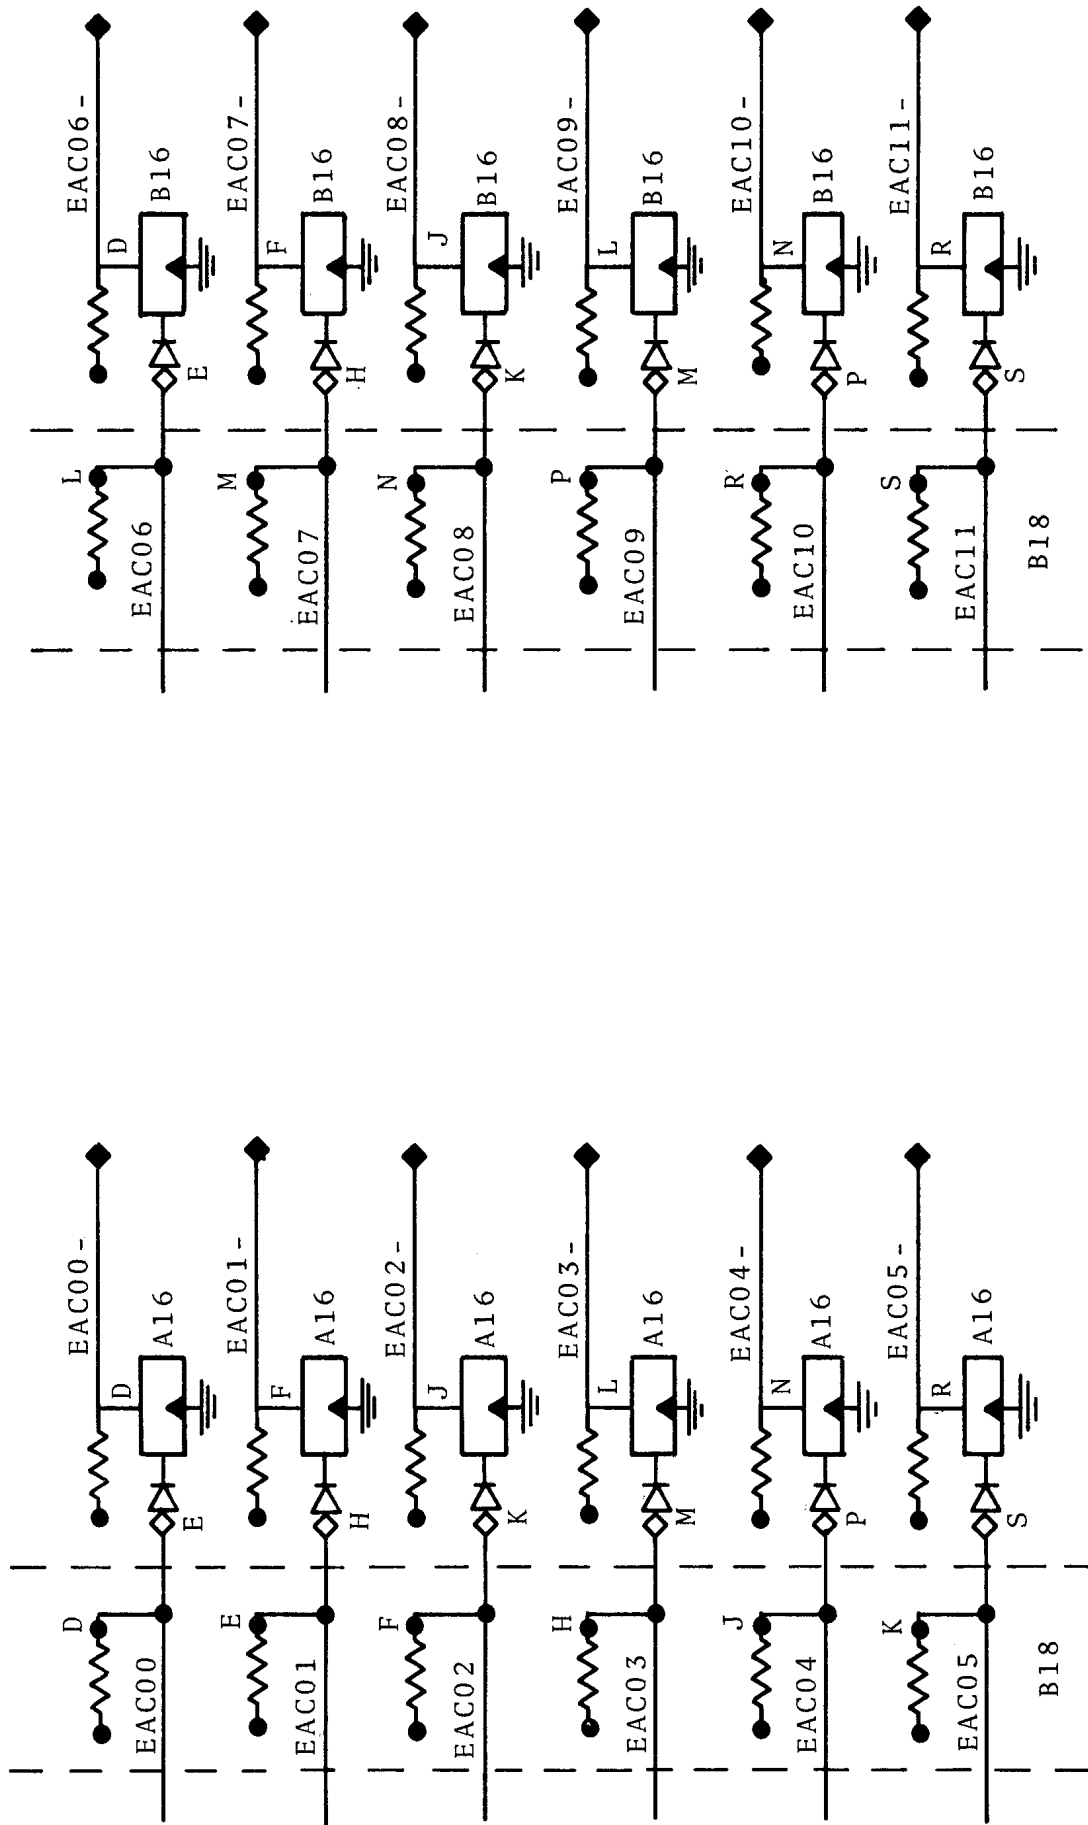 EAC06-
D
B16
E
L
EAC06
EAC07-
F
B16
H
M
EAC07
EAC08-
J
B16
K
N
EAC08
EAC09-
L
B16
M
P
EAC09
EAC10-
N
B16
P
R
EAC10
EAC11-
R
B16
S
S
EAC11
B18
EAC00-
D
A16
E
D
EAC00
EAC01-
F
A16
H
E
EAC01
EAC02-
J
A16
K
F
EAC02
EAC03-
L
A16
M
H
EAC03
EAC04-
N
A16
P
J
EAC04
EAC05-
R
A16
S
K
EAC05
B18